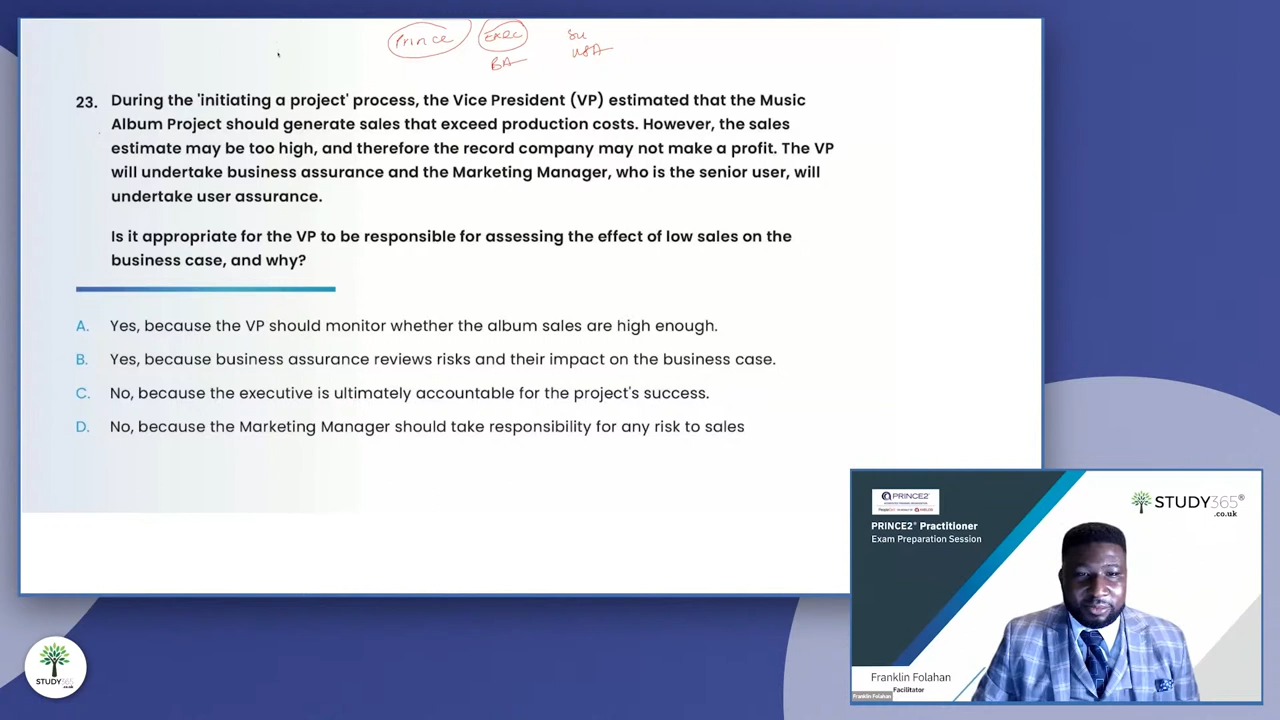 Prince Exec Su
BA USA
23. During the 'initiating a project' process, the Vice President (VP) estimated that the Music
Album Project should generate sales that exceed production costs. However, the sales
estimate may be too high, and therefore the record company may not make a profit. The VP
will undertake business assurance and the Marketing Manager, who is the senior user, will
undertake user assurance.
Is it appropriate for the VP to be responsible for assessing the effect of low sales on the
business case, and why?
A. Yes, because the VP should monitor whether the album sales are high enough.
B. Yes, because business assurance reviews risks and their impact on the business case.
C. No, because the executive is ultimately accountable for the project's success.
D. No, because the Marketing Manager should take responsibility for any risk to sales
PRINCE2
STUDY365®
.co.uk
PRINCE2® Practitioner
Exam Preparation Session
Franklin Folahan
Facilitator
Franklin Folahan
STUDY365
.co.uk